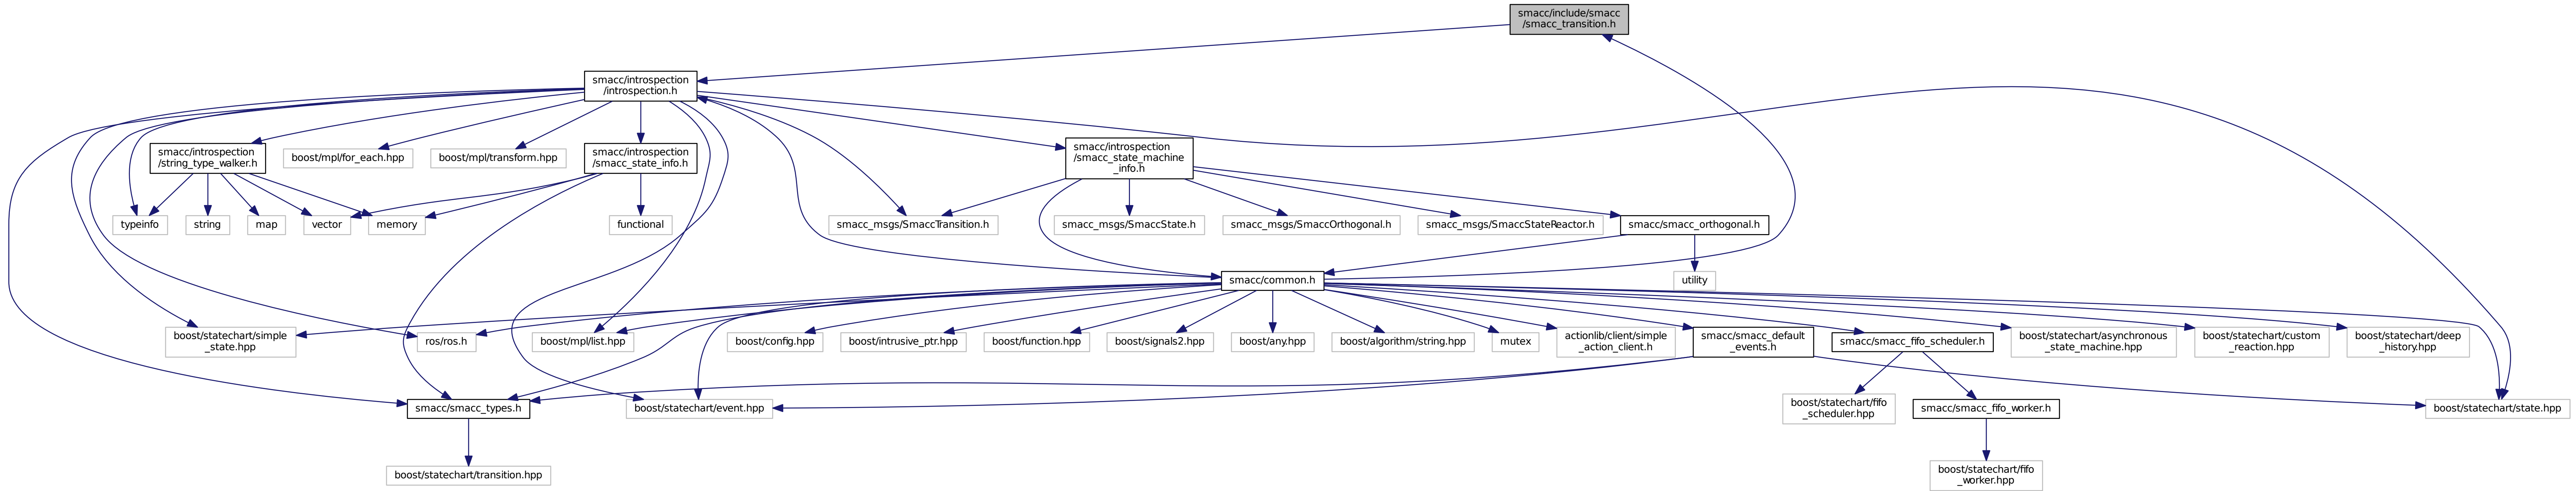 smacc/include/smacc
/smacc_transition.h
smacc/introspection
/introspection.h
smacc/introspection
/string_type_walker.h
boost/mpl/for_each.hpp
boost/mpl/transform.hpp
smacc/introspection
/smacc_state_info.h
smacc/introspection
/smacc_state_machine
_info.h
typeinfo
string
map
vector
memory
functional
smacc_msgs/SmaccTransition.h
smacc_msgs/SmaccState.h
smacc_msgs/SmaccOrthogonal.h
smacc_msgs/SmaccStateReactor.h
smacc/smacc_orthogonal.h
smacc/common.h
utility
boost/statechart/simple
_state.hpp
ros/ros.h
boost/mpl/list.hpp
boost/config.hpp
boost/intrusive_ptr.hpp
boost/function.hpp
boost/signals2.hpp
boost/any.hpp
boost/algorithm/string.hpp
mutex
actionlib/client/simple
_action_client.h
smacc/smacc_default
_events.h
smacc/smacc_fifo_scheduler.h
boost/statechart/asynchronous
_state_machine.hpp
boost/statechart/custom
_reaction.hpp
boost/statechart/deep
_history.hpp
smacc/smacc_types.h
boost/statechart/event.hpp
boost/statechart/fifo
_scheduler.hpp
smacc/smacc_fifo_worker.h
boost/statechart/state.hpp
boost/statechart/transition.hpp
boost/statechart/fifo
_worker.hpp